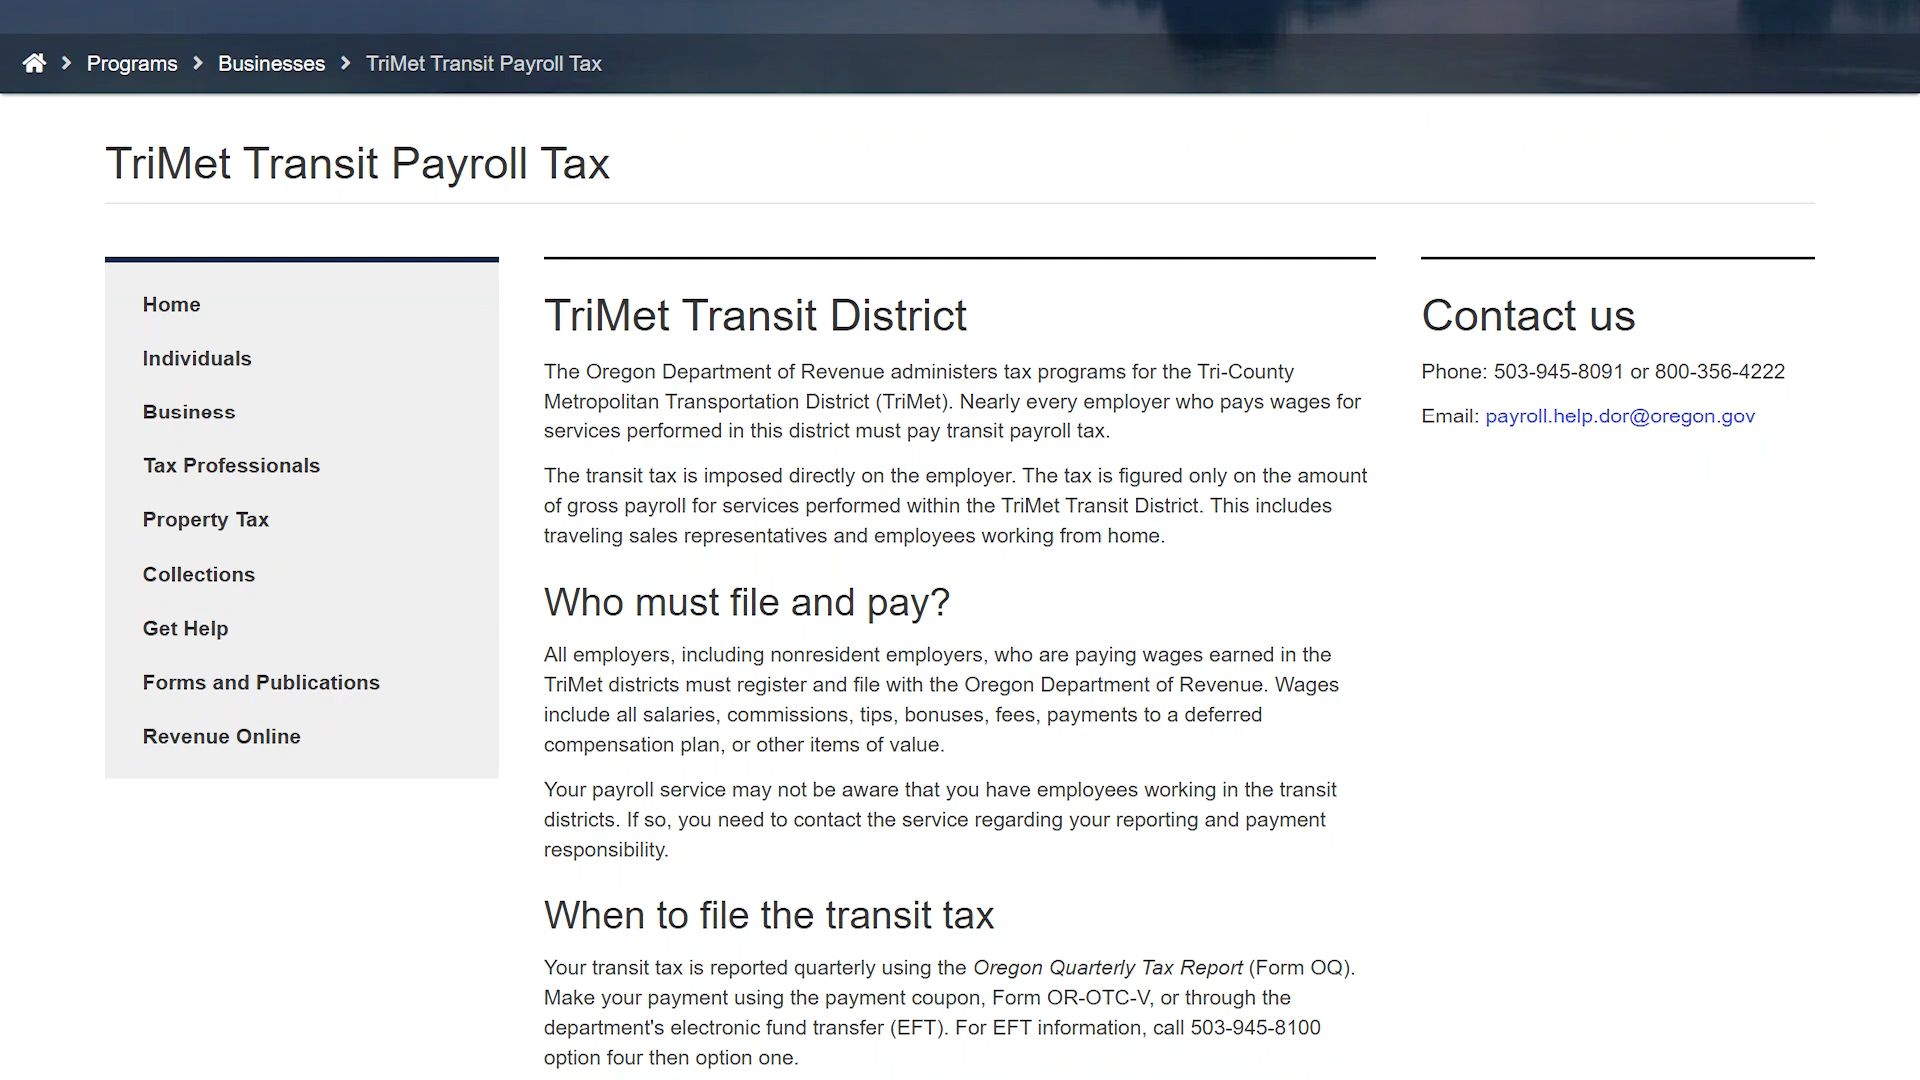 Programs Businesses TriMet Transit Payroll Tax
TriMet Transit Payroll Tax
Home
Individuals
Business
Tax Professionals
Property Tax
Collections
Get Help
Forms and Publications
Revenue Online
TriMet Transit District
The Oregon Department of Revenue administers tax programs for the Tri-County
Metropolitan Transportation District (TriMet). Nearly every employer who pays wages for
services performed in this district must pay transit payroll tax.
The transit tax is imposed directly on the employer. The tax is figured only on the amount
of gross payroll for services performed within the TriMet Transit District. This includes
traveling sales representatives and employees working from home.
Who must file and pay?
All employers, including nonresident employers, who are paying wages earned in the
TriMet districts must register and file with the Oregon Department of Revenue. Wages
include all salaries, commissions, tips, bonuses, fees, payments to a deferred
compensation plan, or other items of value.
Your payroll service may not be aware that you have employees working in the transit
districts. If so, you need to contact the service regarding your reporting and payment
responsibility.
When to file the transit tax
Your transit tax is reported quarterly using the Oregon Quarterly Tax Report (Form OQ).
Make your payment using the payment coupon, Form OR-OTC-V, or through the
department's electronic fund transfer (EFT). For EFT information, call 503-945-8100
option four then option one.
Contact us
Phone: 503-945-8091 or 800-356-4222
Email: payroll.help.dor@oregon.gov